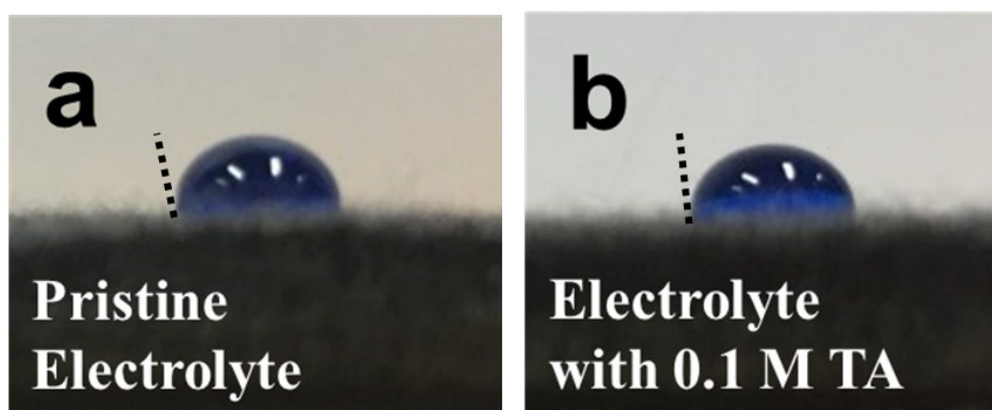 a
Pristine
Electrolyte
b
Electrolyte
with 0.1 M TA